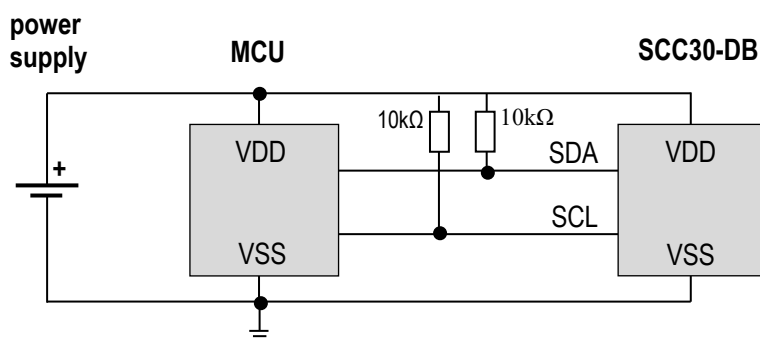 power
supply
MCU
SCC30-DB
+
10kΩ
10kΩ
VDD
SDA
VDD
SCL
VSS
VSS